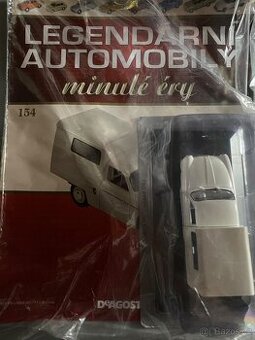 LEGENDÁRNÍ
AUTOMOBILY
minulé éry
154
DEAGOST